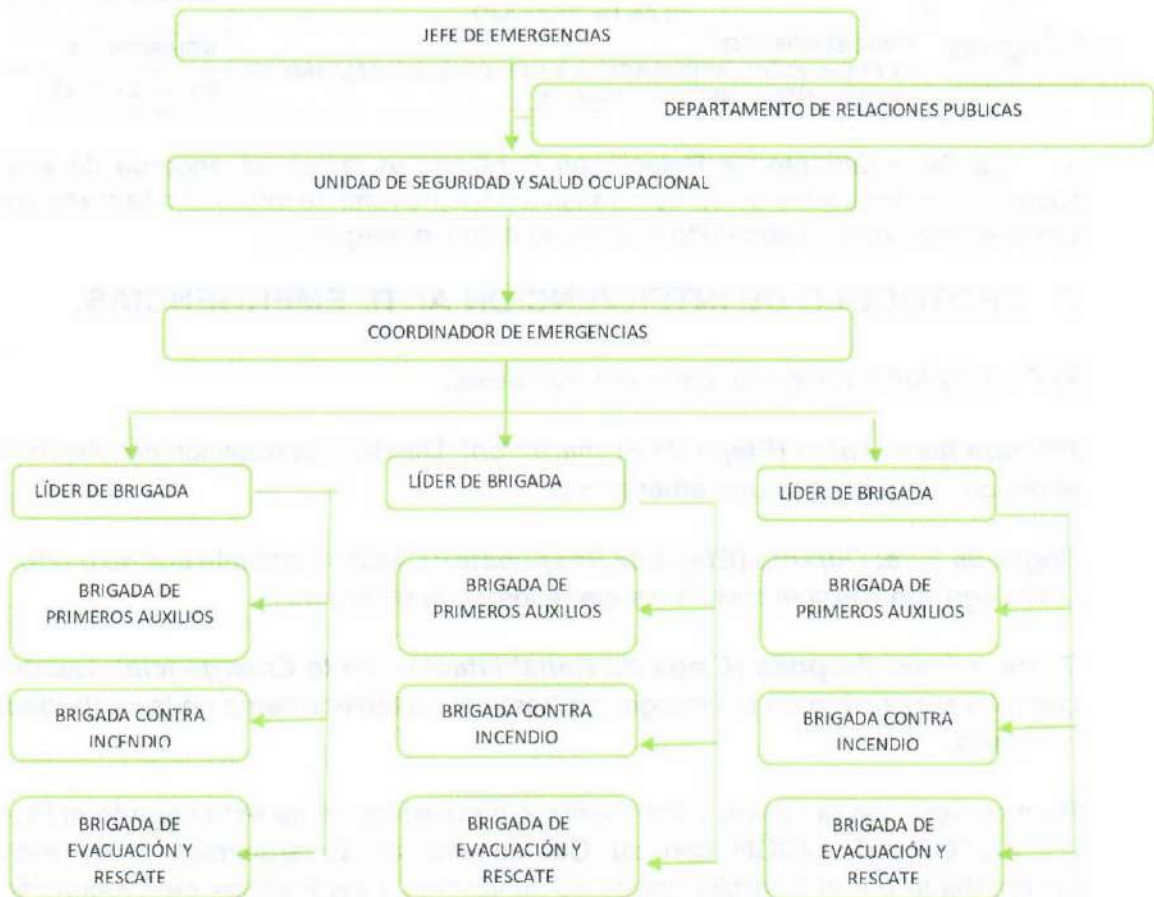 JEFE DE EMERGENCIAS
DEPARTAMENTO DE RELACIONES PUBLICAS
UNIDAD DE SEGURIDAD Y SALUD OCUPACIONAL
COORDINADOR DE EMERGENCIAS
LÍDER DE BRIGADA
BRIGADA DE
PRIMEROS AUXILIOS
BRIGADA CONTRA
INCENDIO
BRIGADA DE
EVACUACIÓN Y
RESCATE
LÍDER DE BRIGADA
BRIGADA DE
PRIMEROS AUXILIOS
BRIGADA CONTRA
INCENDIO
BRIGADA DE
EVACUACIÓN Y
RESCATE
LÍDER DE BRIGADA
BRIGADA DE
PRIMEROS AUXILIOS
BRIGADA CONTRA
INCENDIO
BRIGADA DE
EVACUACIÓN Y
RESCATE